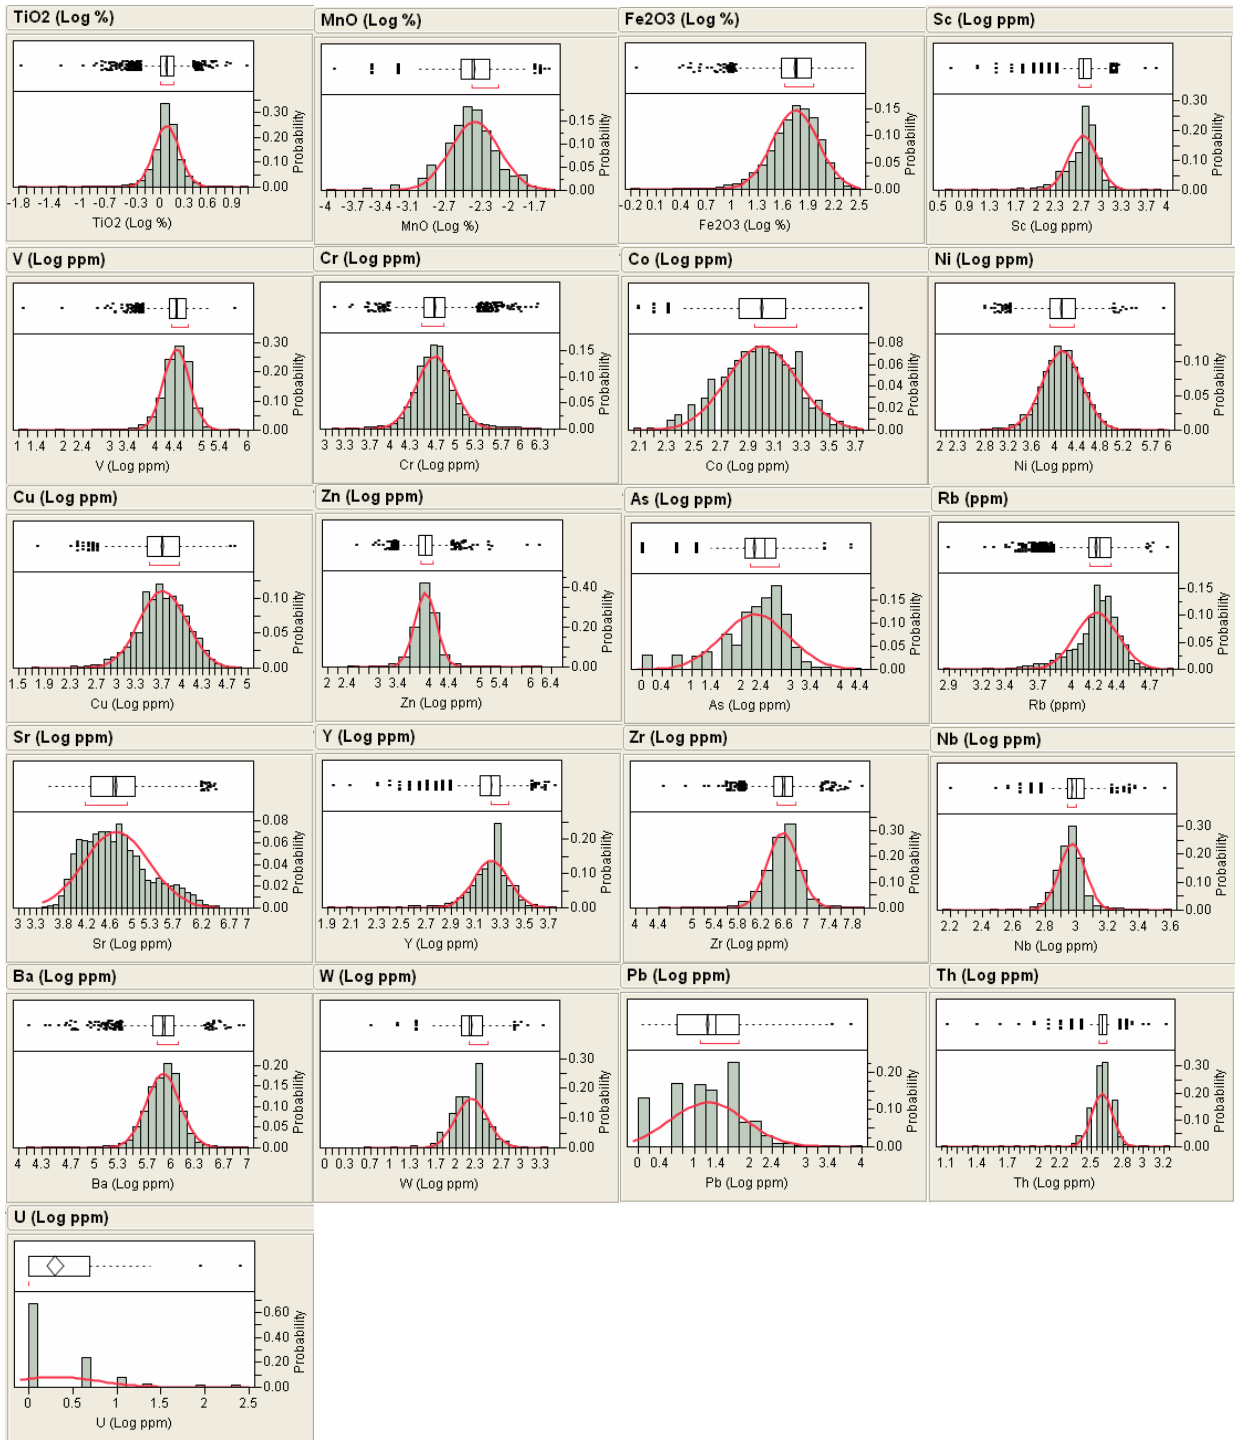 TiO2 (Log %)
0.30
0.20
0.10
0.00
Probability
-1.8 -1.4 -1 -0.7 -0.3 0 0.2 0.6 0.9
TiO2 (Log %)
MnO (Log %)
0.15
0.10
0.05
0.00
Probability
-4 -3.7 -3.4 -3.1 -2.7 -2.3 -2 -1.7
MnO (Log %)
Fe2O3 (Log %)
0.15
0.10
0.05
0.00
Probability
-0.2 0.1 0.4 0.7 1 1.3 1.6 1.8 2.1 2.5
Fe2O3 (Log %)
Sc (Log ppm)
0.30
0.20
0.10
0.00
Probability
0.5 0.9 1.3 1.7 2 2.3 2.7 3 3.3 3.7 4
Sc (Log ppm)
V (Log ppm)
0.30
0.20
0.10
0.00
Probability
1 1.4 2 2.4 3 3.4 4 4.4 5 5.4 6
V (Log ppm)
Cr (Log ppm)
0.15
0.10
0.05
0.00
Probability
3 3.3 3.7 4 4.3 4.7 5 5.3 5.7 6 6.3
Cr (Log ppm)
Co (Log ppm)
0.08
0.06
0.04
0.02
0.00
Probability
2.1 2.3 2.5 2.7 3 3.2 3.4 3.7
Co (Log ppm)
Ni (Log ppm)
0.10
0.05
0.00
Probability
2 2.3 2.8 3.2 3.6 4 4.4 4.8 5.2 5.7 6
Ni (Log ppm)
Cu (Log ppm)
0.10
0.05
0.00
Probability
1.5 1.9 2.3 2.7 3 3.3 3.7 4 4.3 4.7 5
Cu (Log ppm)
Zn (Log ppm)
0.40
0.20
0.00
Probability
2 2.4 3 3.4 4 4.4 5 5.4 6 6.4
Zn (Log ppm)
As (Log ppm)
0.15
0.10
0.05
0.00
Probability
0 0.4 1 1.4 2 2.4 3 3.4 4 4.4
As (Log ppm)
Rb (ppm)
0.15
0.10
0.05
0.00
Probability
2.9 3.2 3.4 3.7 4 4.2 4.4 4.7
Rb (ppm)
Sr (Log ppm)
0.08
0.06
0.04
0.02
0.00
Probability
3 3.3 3.8 4.2 4.6 5 5.3 5.7 6.2 6.7 7
Sr (Log ppm)
Y (Log ppm)
0.20
0.10
0.00
Probability
1.9 2.1 2.3 2.5 2.7 2.9 3.1 3.3 3.5 3.7
Y (Log ppm)
Zr (Log ppm)
0.30
0.20
0.10
0.00
Probability
4 4.4 5 5.4 5.8 6.2 6.6 7 7.4 7.8
Zr (Log ppm)
Nb (Log ppm)
0.30
0.20
0.10
0.00
Probability
2.2 2.4 2.6 2.8 3 3.2 3.4 3.6
Nb (Log ppm)
Ba (Log ppm)
0.20
0.15
0.10
0.05
0.00
Probability
4 4.3 4.7 5 5.3 5.7 6 6.3 6.7 7
Ba (Log ppm)
W (Log ppm)
0.30
0.20
0.10
0.00
Probability
0 0.3 0.7 1 1.3 1.7 2 2.3 2.7 3 3.3
W (Log ppm)
Pb (Log ppm)
0.20
0.10
0.00
Probability
0 0.4 1 1.4 2 2.4 3 3.4 4
Pb (Log ppm)
Th (Log ppm)
0.30
0.20
0.10
0.00
Probability
1.1 1.4 1.7 2 2.2 2.5 2.8 3 3.2
Th (Log ppm)
U (Log ppm)
0.60
0.40
0.20
0.00
Probability
0 0.5 1 1.5 2 2.5
U (Log ppm)